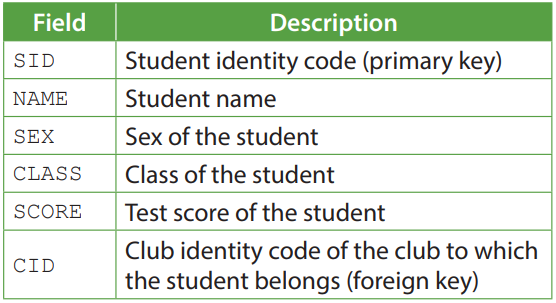 Field Description
SID Student identity code (primary key)
NAME Student name
SEX Sex of the student
CLASS Class of the student
SCORE Test score of the student
CID Club identity code of the club to which
the student belongs (foreign key)